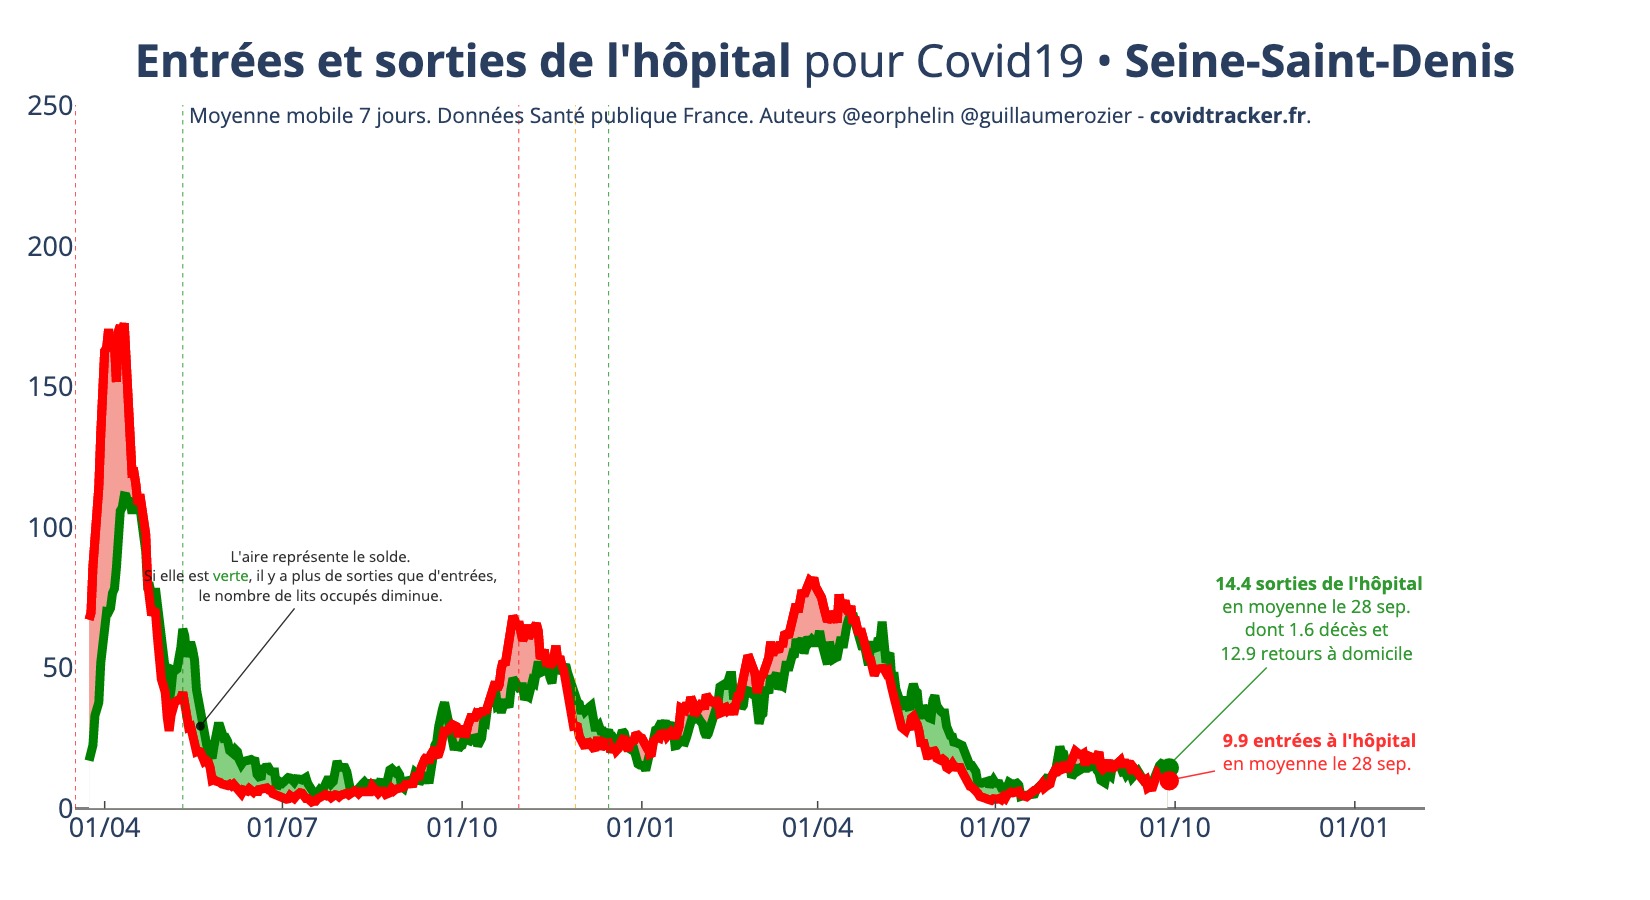 Entrées et sorties de l'hôpital pour Covid19 • Seine-Saint-Denis
Moyenne mobile 7 jours. Données Santé publique France. Auteurs @eorphelin @guillaumerozier - covidtracker.fr.
250
200
150
100
50
0
L'aire représente le solde.
Si elle est verte, il y a plus de sorties que d'entrées,
le nombre de lits occupés diminue.
14.4 sorties de l'hôpital
en moyenne le 28 sep.
dont 1.6 décès et
12.9 retours à domicile
9.9 entrées à l'hôpital
en moyenne le 28 sep.
01/04 01/07 01/10 01/01 01/04 01/07 01/10 01/01